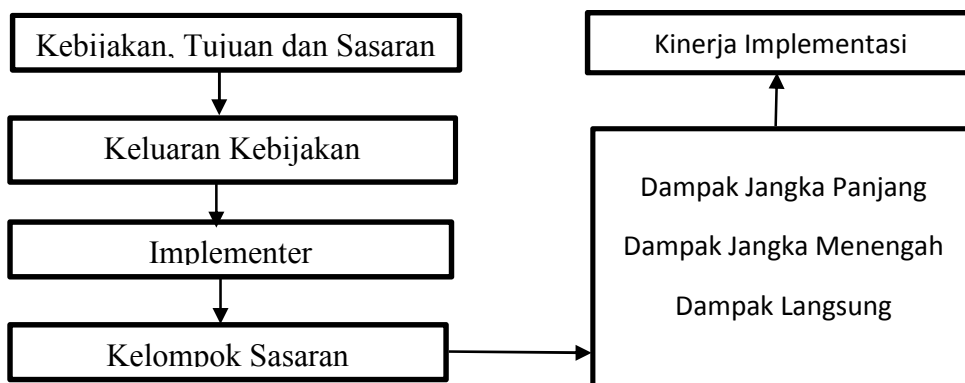 Kebijakan, Tujuan dan Sasaran
Keluaran Kebijakan
Implementer
Kelompok Sasaran
Kinerja Implementasi
Dampak Jangka Panjang
Dampak Jangka Menengah
Dampak Langsung